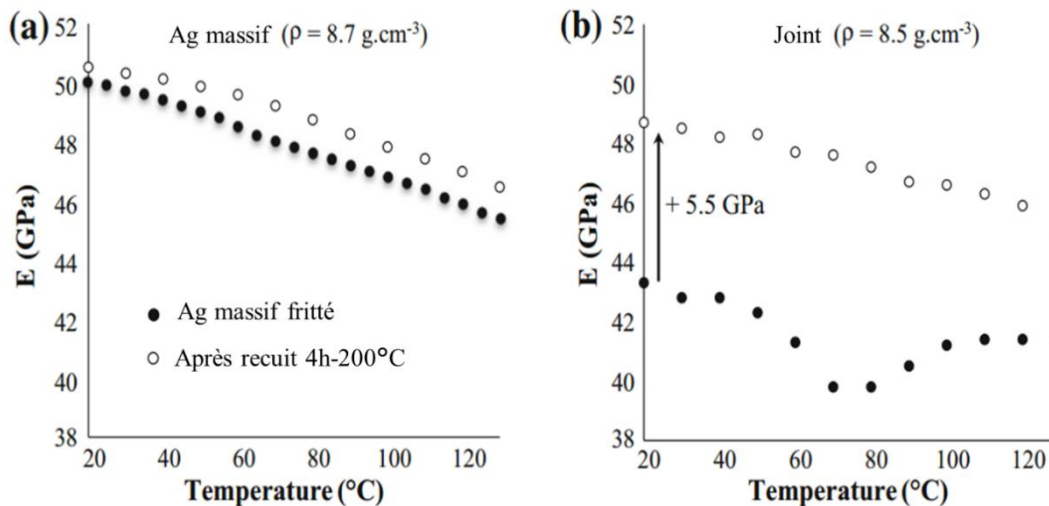 (a)
Ag massif (ρ = 8.7 g.cm-3)
52
50
48
46
44
42
40
38
E (GPa)
Ag massif fritté
Après recuit 4h-200°C
20 40 60 80 100 120
Temperature (°C)
(b)
Joint (ρ = 8.5 g.cm-3)
52
50
48
46
44
42
40
38
E (GPa)
+ 5.5 GPa
20 40 60 80 100 120
Temperature (°C)